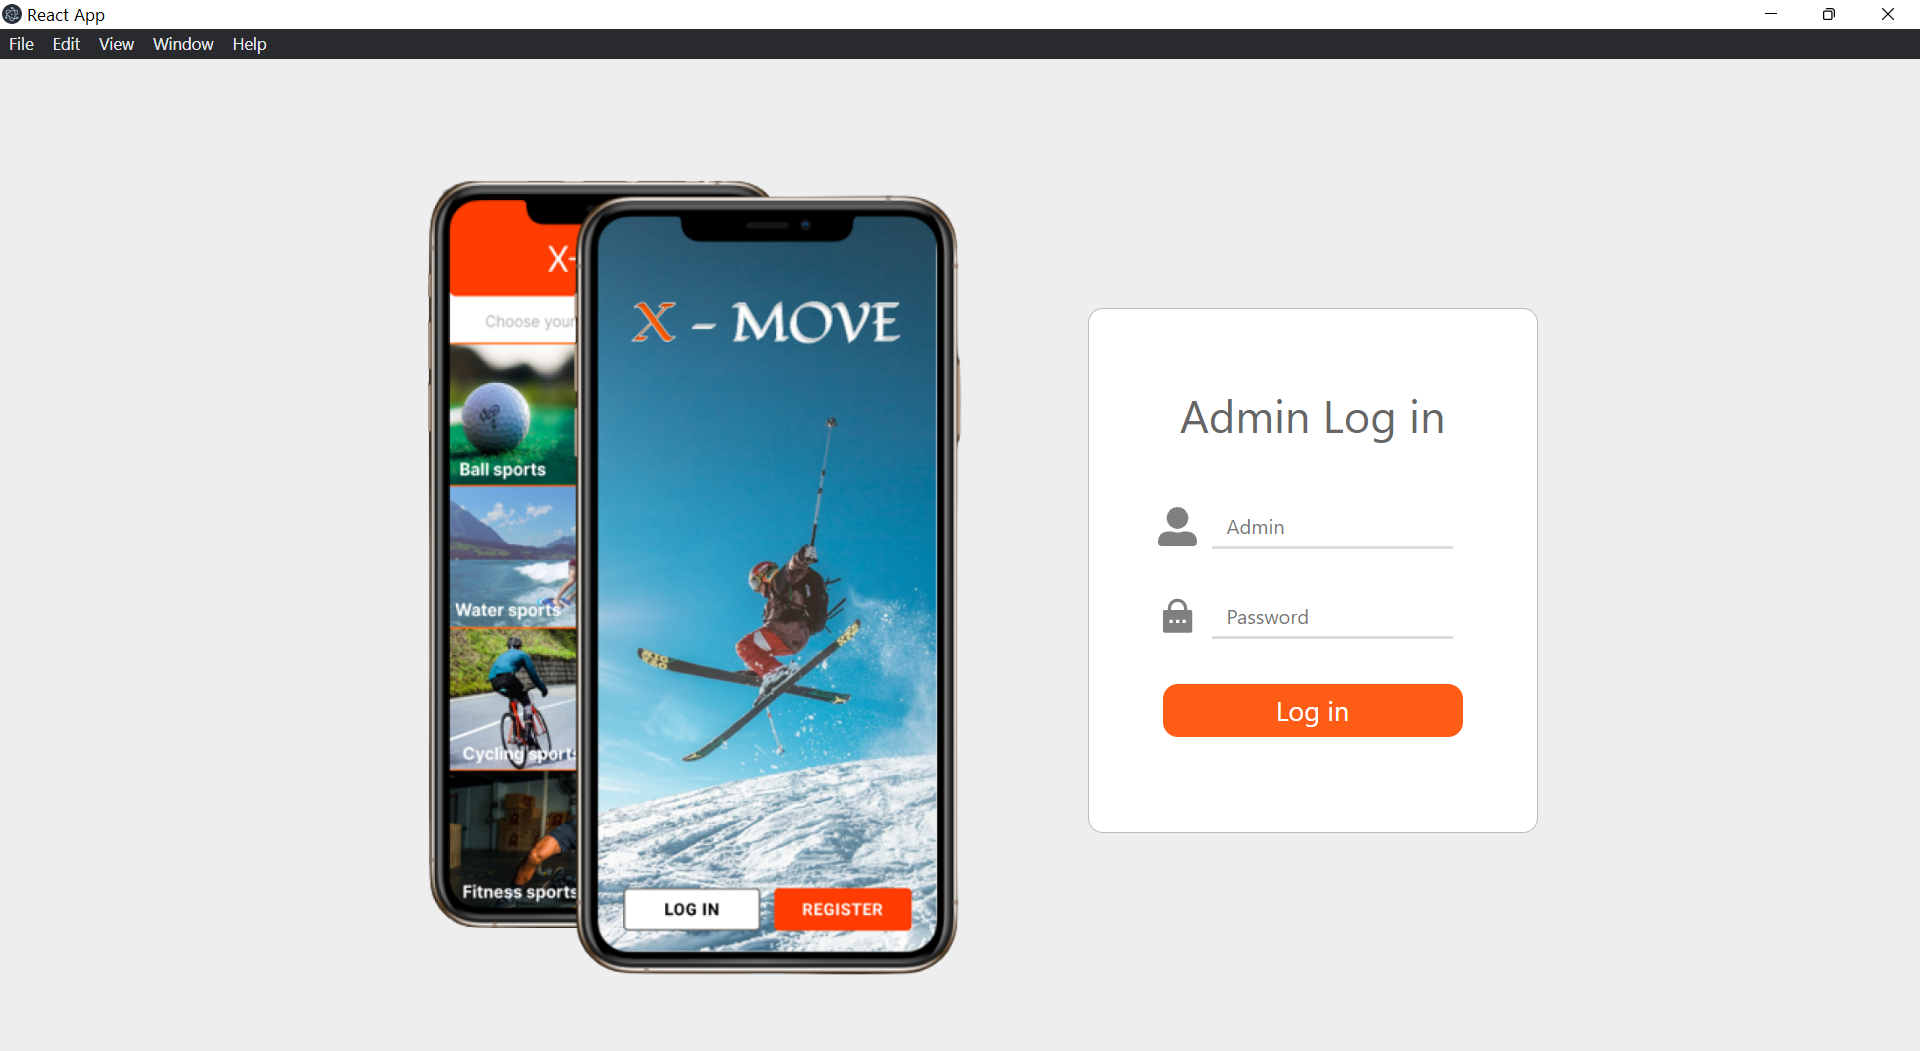 React App
File Edit View Window Help
X-
Choose your
Ball sports
Water sports
Cycling sports
Fitness sports
X - MOVE
LOG IN
REGISTER
Admin Log in
Admin
Password
Log in